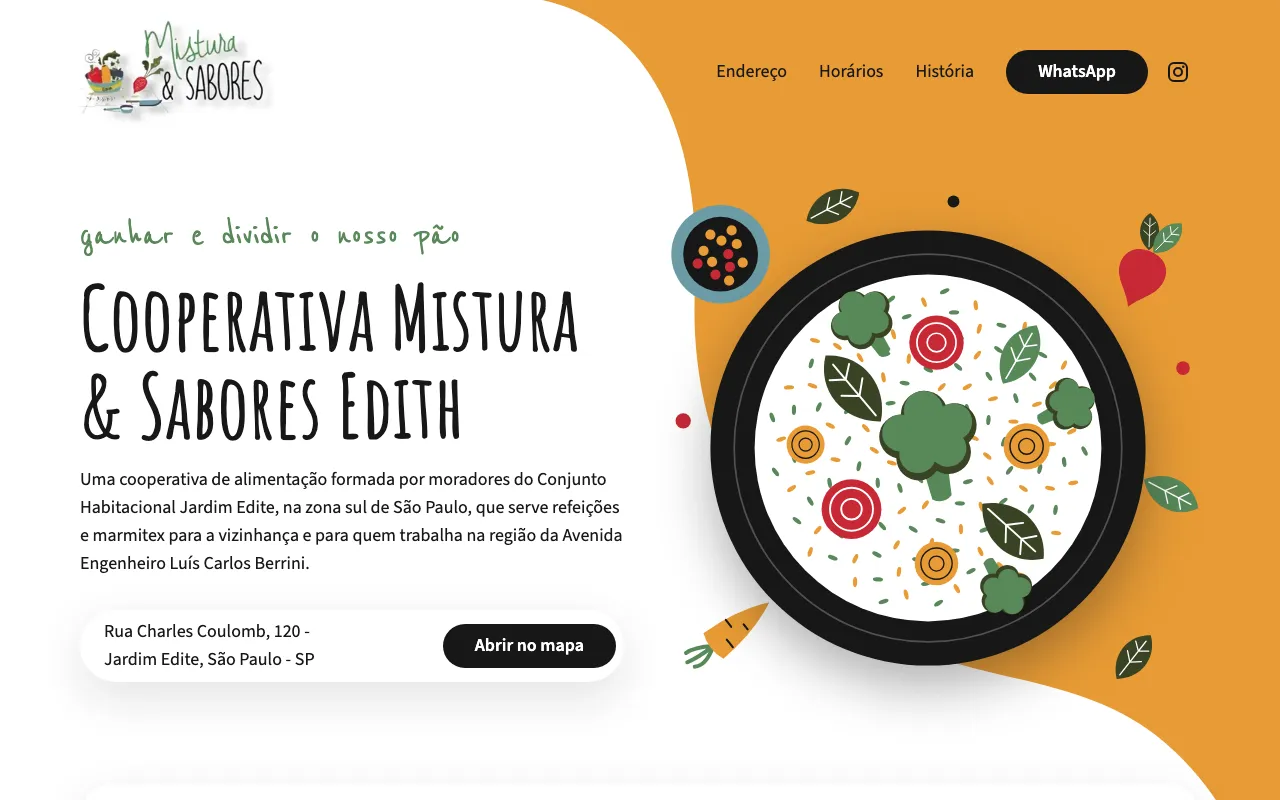 Mistura
& SABORES
Endereço
Horários
História
WhatsApp
ganhar e dividir o nosso pão
Cooperativa Mistura
& Sabores Edith
Uma cooperativa de alimentação formada por moradores do Conjunto
Habitacional Jardim Edite, na zona sul de São Paulo, que serve refeições
e marmitex para a vizinhança e para quem trabalha na região da Avenida
Engenheiro Luís Carlos Berrini.
Rua Charles Coulomb, 120 -
Jardim Edite, São Paulo - SP
Abrir no mapa